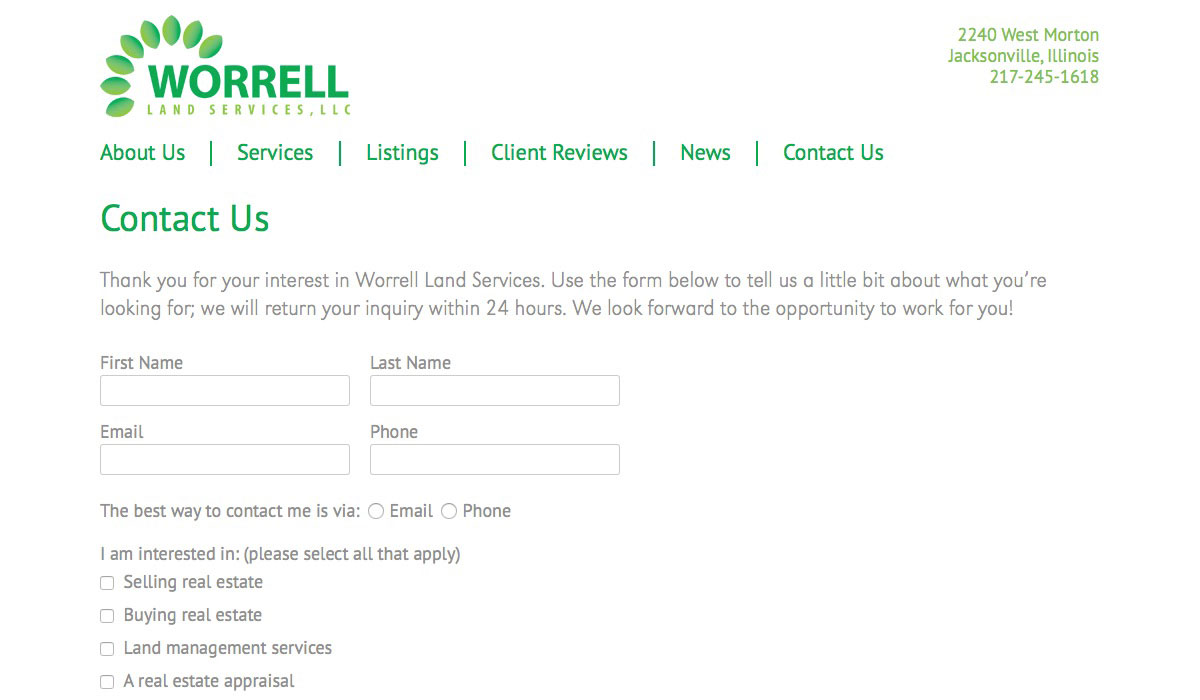 WORRELL
LAND SERVICES, LLC
2240 West Morton
Jacksonville, Illinois
217-245-1618
About Us | Services | Listings | Client Reviews | News | Contact Us
Contact Us
Thank you for your interest in Worrell Land Services. Use the form below to tell us a little bit about what you're
looking for; we will return your inquiry within 24 hours. We look forward to the opportunity to work for you!
First Name Last Name
Email Phone
The best way to contact me is via: Email Phone
I am interested in: (please select all that apply)
Selling real estate
Buying real estate
Land management services
A real estate appraisal